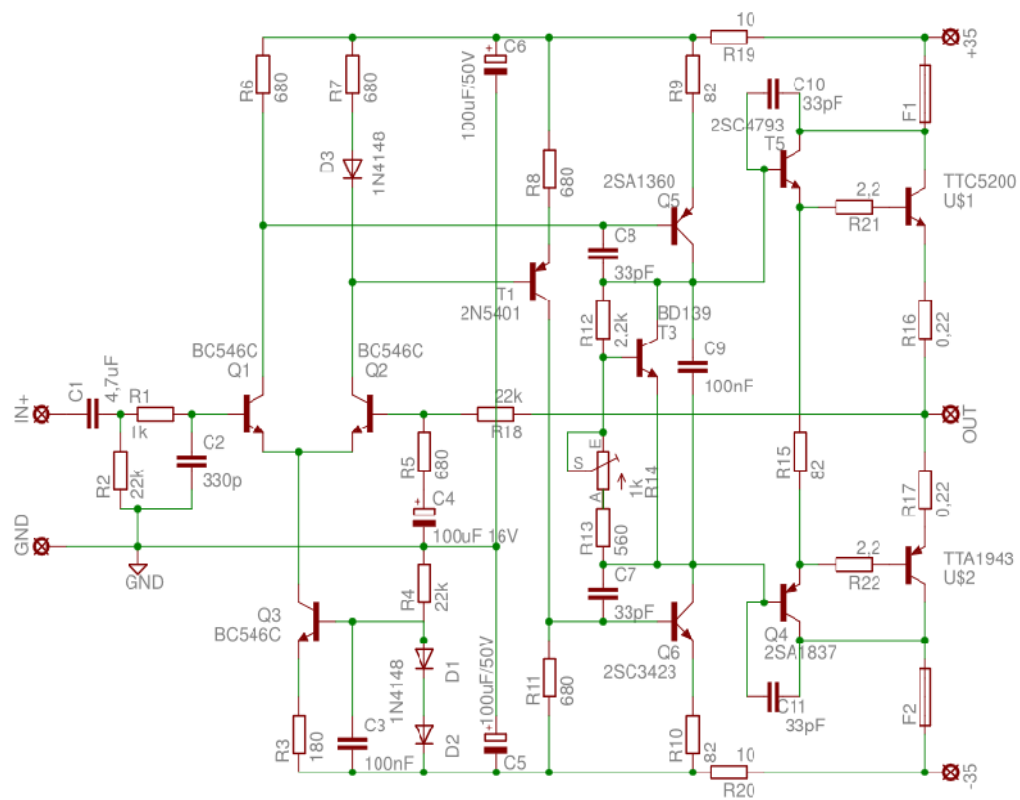 10
R19
+35
C6
100uF/50V
R6
680
R7
680
R9
82
C10
33pF
2SC4793
T5
F1
D3
1N4148
R8
680
2SA1360
Q5
2,2
R21
TTC5200
U$1
C8
33pF
T1
2N5401
R12
2.2k
BD139
T3
R16
0,22
C9
100nF
BC546C
Q1
BC546C
Q2
C1
4,7uF
IN+
R1
1k
22k
R18
OUT
C2
330p
R2
22k
R5
680
E
S
A
1k
R14
R15
82
R17
0,22
C4
100uF 16V
R13
560
GND
GND
R4
22k
C7
33pF
2,2
R22
TTA1943
U$2
Q3
BC546C
Q6
2SC3423
Q4
2SA1837
1N4148
D1
100uF/50V
R11
680
C11
33pF
F2
R3
180
C3
100nF
D2
C5
R10
82
10
R20
-35